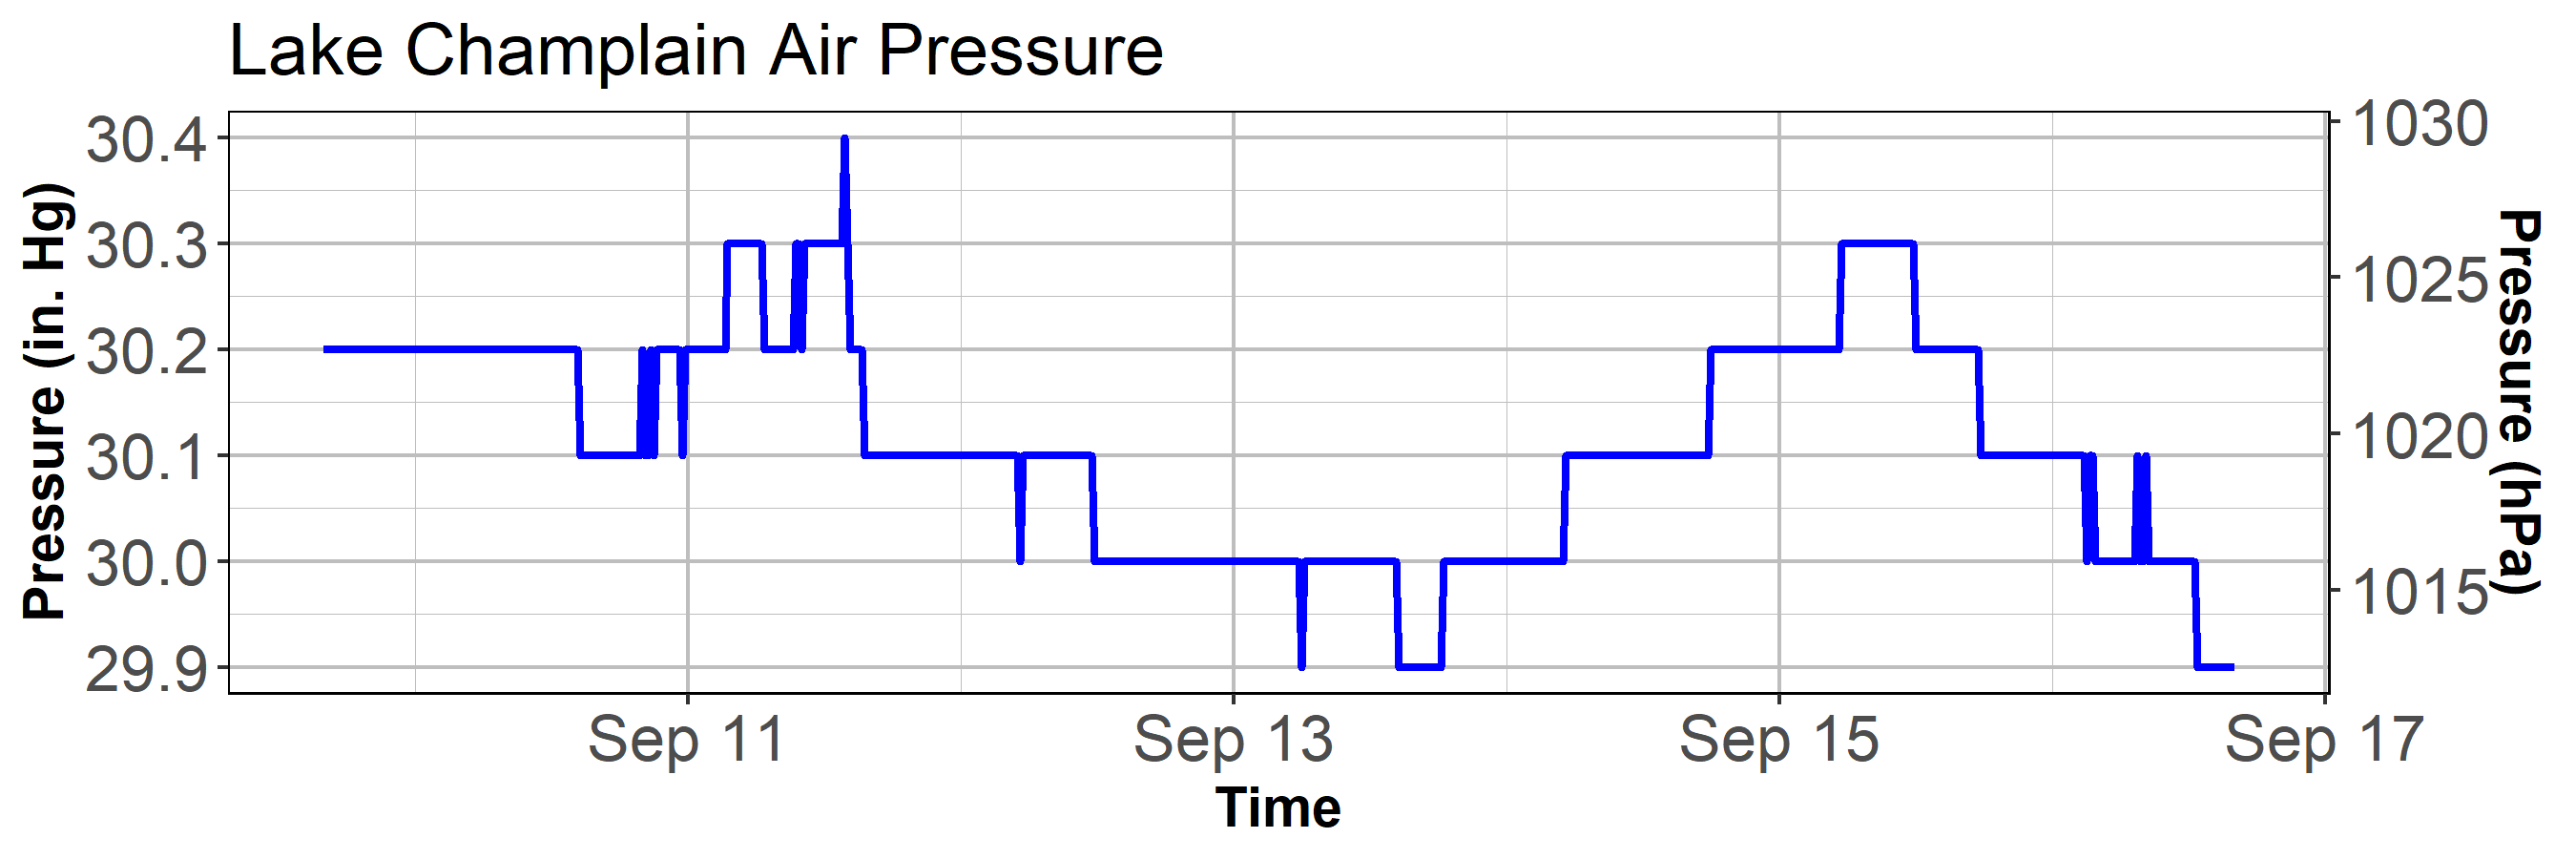 Lake Champlain Air Pressure
Pressure (in. Hg)
30.4
30.3
30.2
30.1
30.0
29.9
1030
1025
1020
1015
Pressure (hPa)
Sep 11 Sep 13 Sep 15 Sep 17
Time